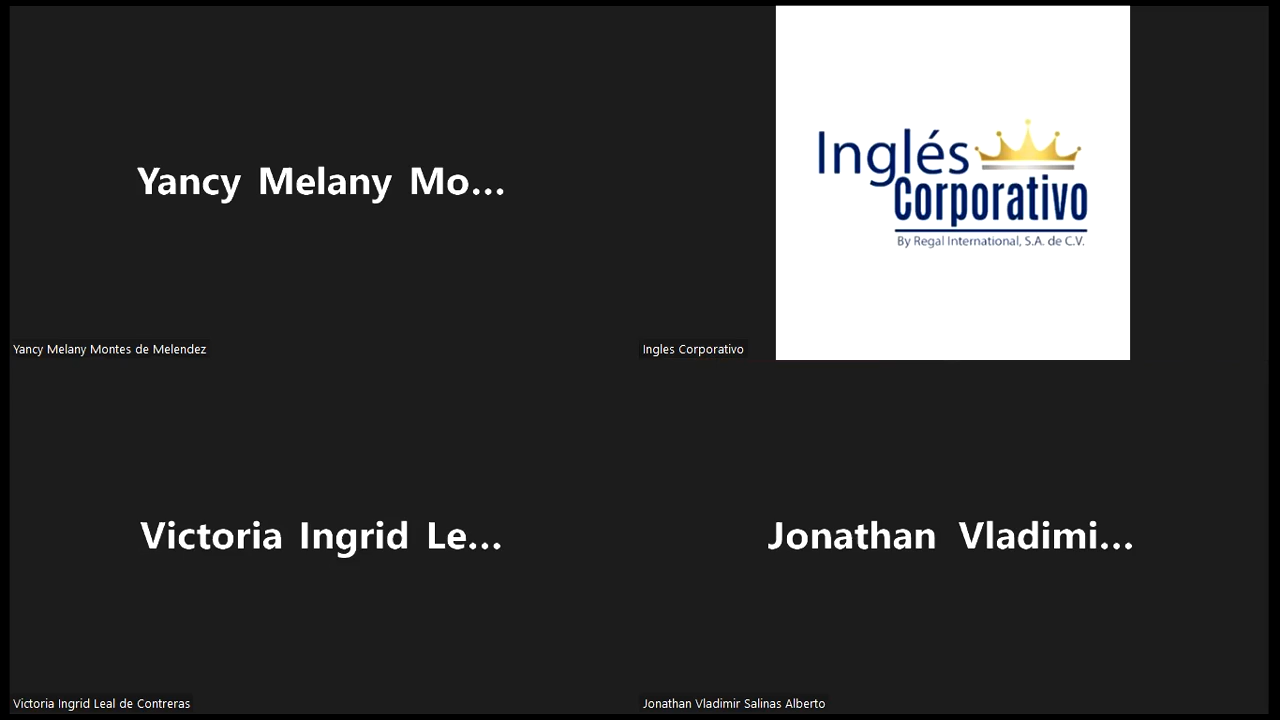 Yancy Melany Mo...
Yancy Melany Montes de Melendez
Inglés
Corporativo
By Regal International, S.A. de C.V.
Ingles Corporativo
Victoria Ingrid Le...
Victoria Ingrid Leal de Contreras
Jonathan Vladimi...
Jonathan Vladimir Salinas Alberto